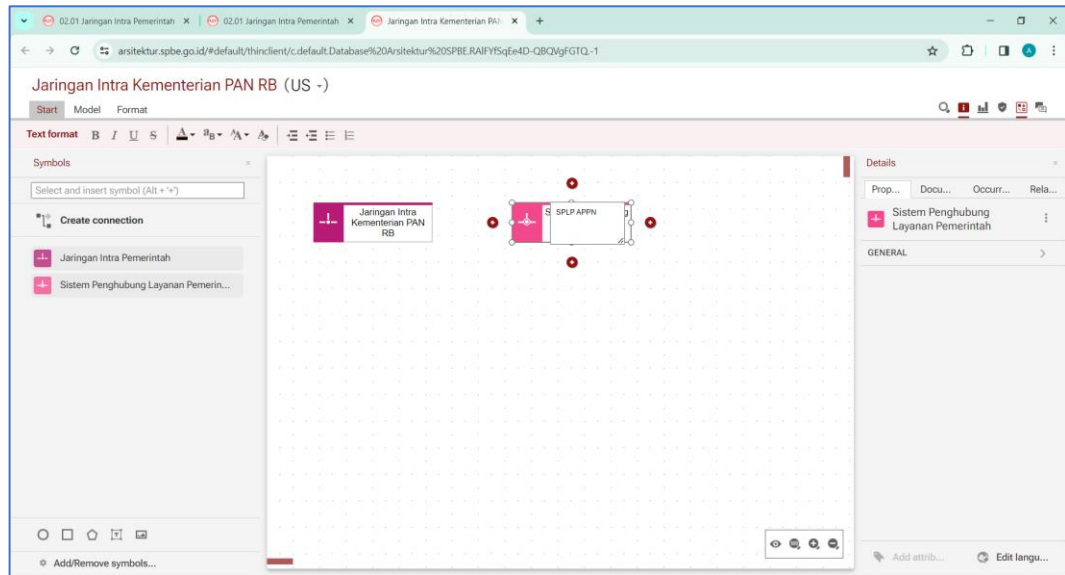 02.01 Jaringan Intra Pemerintah
02.01 Jaringan Intra Pemerintah
Jaringan Intra Kementerian PAN
arsitektur.spbe.go.id/#default/thinclient/c.default.Database%20Arsitektur%20SPBE.RAlFYfSqEe4D-QBQVgFGTQ.-1
A
Jaringan Intra Kementerian PAN RB (US -)
Start Model Format
Text format B I U S
Symbols
Details
Select and insert symbol (Alt + '+')
Create connection
Jaringan Intra Pemerintah
Sistem Penghubung Layanan Pemerin...
Jaringan Intra
Kementerian PAN
RB
SPLP APPN
Prop... Docu... Occurr... Rela...
Sistem Penghubung
Layanan Pemerintah
GENERAL
Add/Remove symbols...
Add attrib... Edit langu...